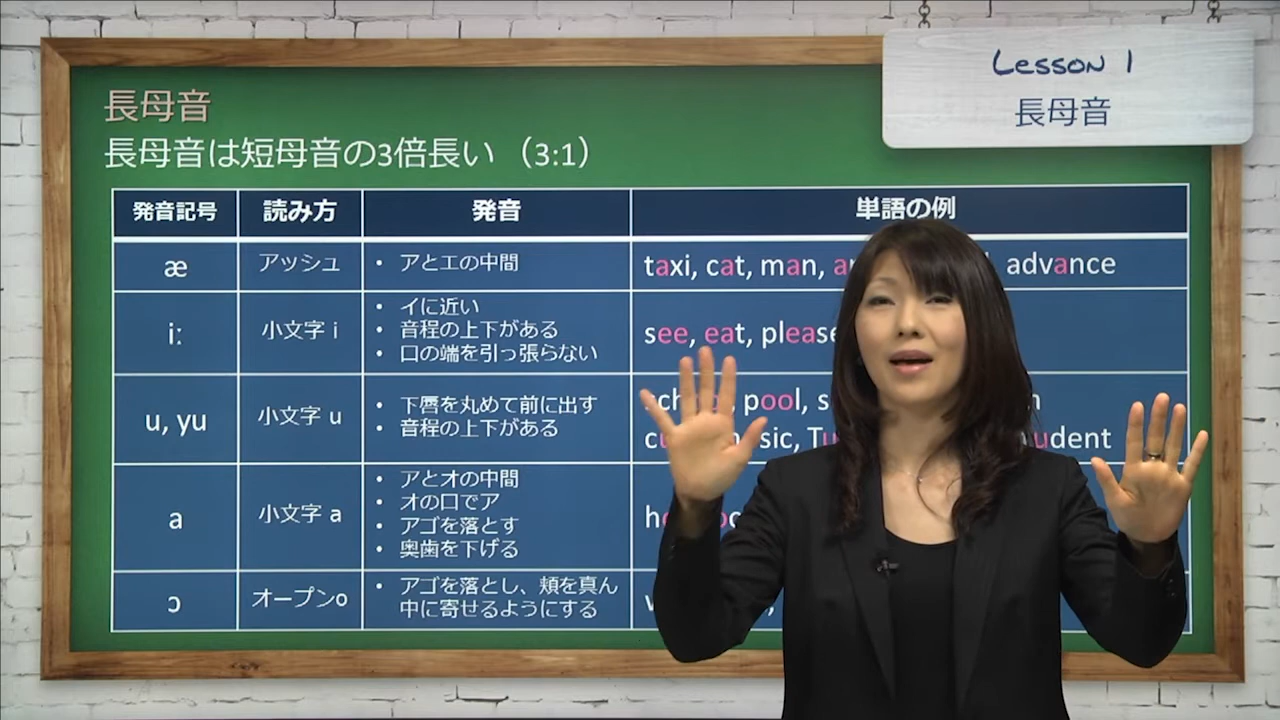 Lesson 1
長母音
長母音
長母音は短母音の3倍長い（3:1）
発音記号 読み方 発音 単語の例
æ アッシュ • アとエの中間 taxi, cat, man, advance
i: 小文字 i • イに近い
• 音程の上下がある
• 口の端を引っ張らない
see, eat, please
u, yu 小文字 u • 下唇を丸めて前に出す
• 音程の上下がある
pool,
a 小文字 a • アとオの中間
• オの口でア
• アゴを落とす
• 奥歯を下げる
ɔ オープンo • アゴを落とし、頬を真ん
中に寄せるようにする